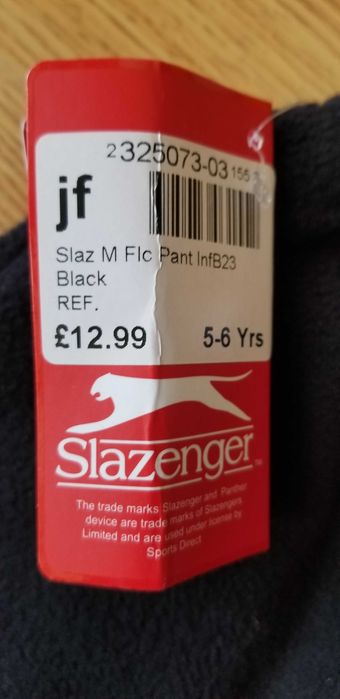 2325073-03
jf
Slaz M Flc Pant InfB23
Black
REF.
£12.99 5-6 Yrs
Slazenger
The trade marks Slazenger and Panther
device are trade marks of Slazengers
Limited and are used under license by
Sports Direct